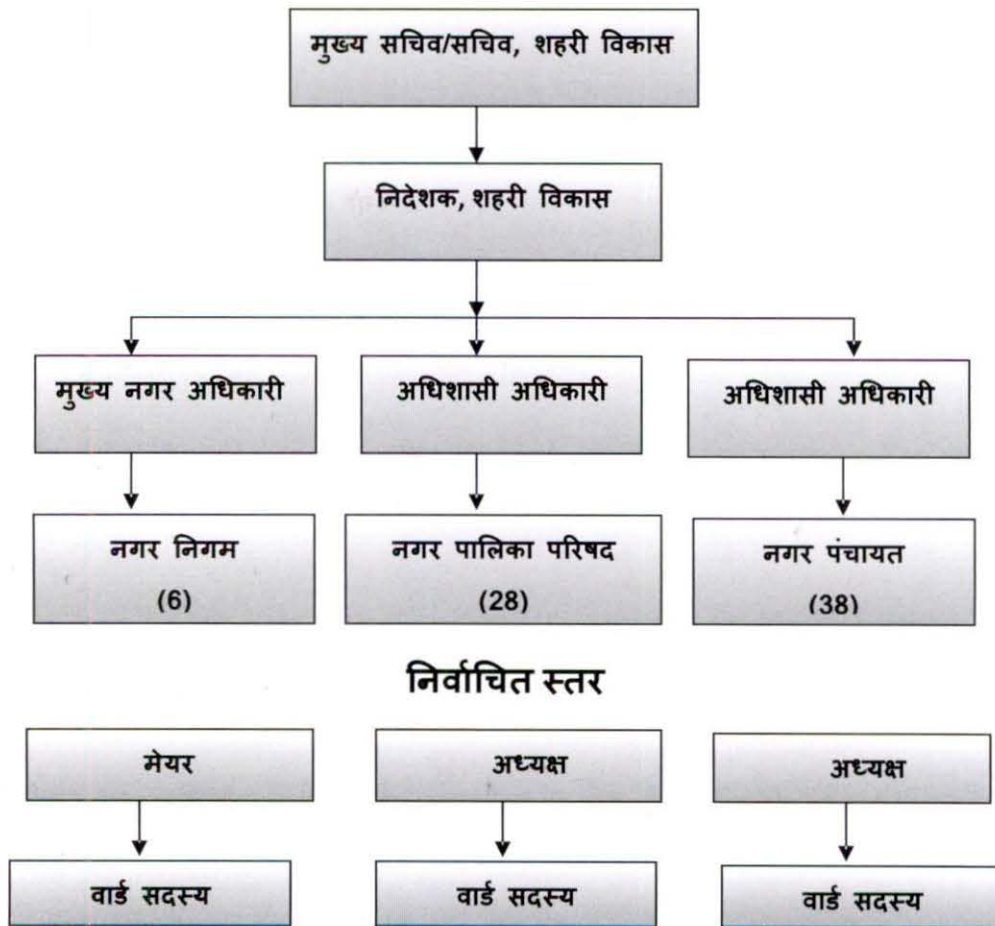 मुख्य सचिव/सचिव, शहरी विकास
निदेशक, शहरी विकास
मुख्य नगर अधिकारी
अधिशासी अधिकारी
अधिशासी अधिकारी
नगर निगम
(6)
नगर पालिका परिषद
(28)
नगर पंचायत
(38)
निर्वाचित स्तर
मेयर
अध्यक्ष
अध्यक्ष
वार्ड सदस्य
वार्ड सदस्य
वार्ड सदस्य